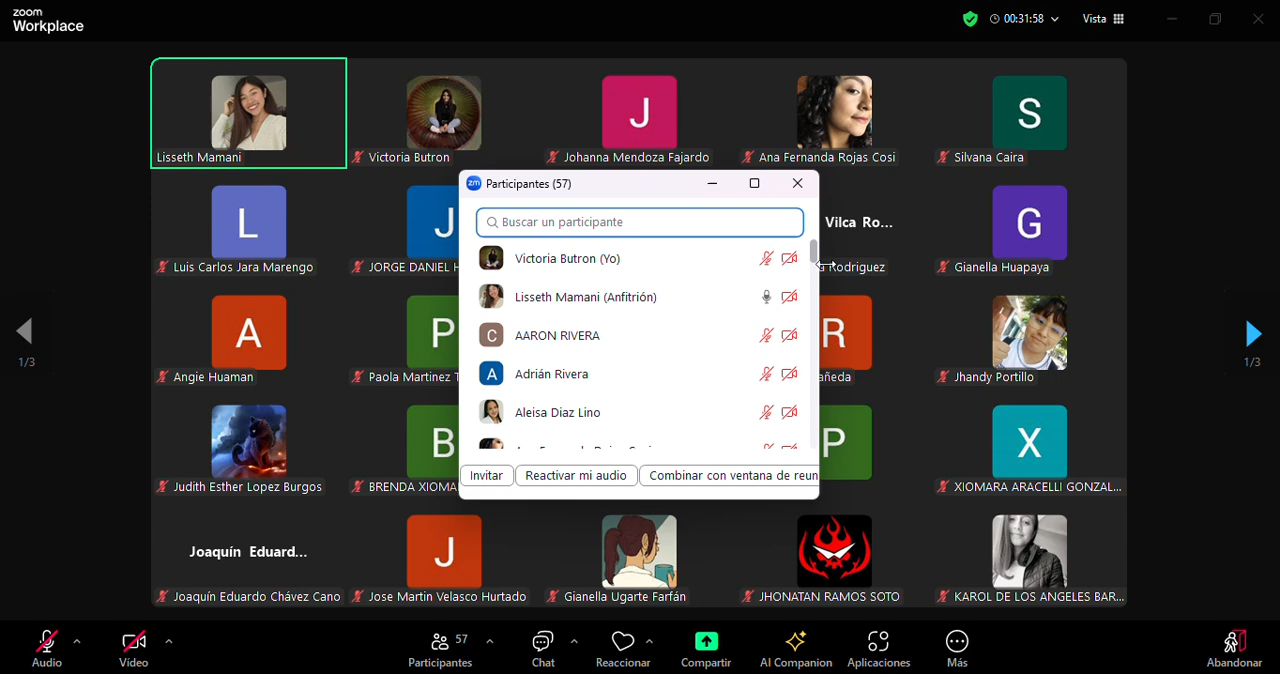 zoom
Workplace
00:31:58
Vista
Lisseth Mamani
Victoria Butron
J
Johanna Mendoza Fajardo
Ana Fernanda Rojas Cosi
S
Silvana Caira
zm Participantes (57)
Buscar un participante
Victoria Butron (Yo)
Lisseth Mamani (Anfitrión)
C AARON RIVERA
A Adrián Rivera
Aleisa Diaz Lino
Invitar
Reactivar mi audio
Combinar con ventana de reun
L
Luis Carlos Jara Marengo
J
JORGE DANIEL H
Vilca Ro...
Rodriguez
G
Gianella Huapaya
1/3
A
Angie Huaman
P
Paola Martinez T
R
añeda
Jhandy Portillo
1/3
Judith Esther Lopez Burgos
B
BRENDA XIOMA
P
X
XIOMARA ARACELLI GONZAL...
Joaquín Eduard...
Joaquín Eduardo Chávez Cano
J
Jose Martin Velasco Hurtado
Gianella Ugarte Farfán
JHONATAN RAMOS SOTO
KAROL DE LOS ANGELES BAR...
Audio
Vídeo
57
Participantes
Chat
Reaccionar
Compartir
AI Companion
Aplicaciones
Más
Abandonar